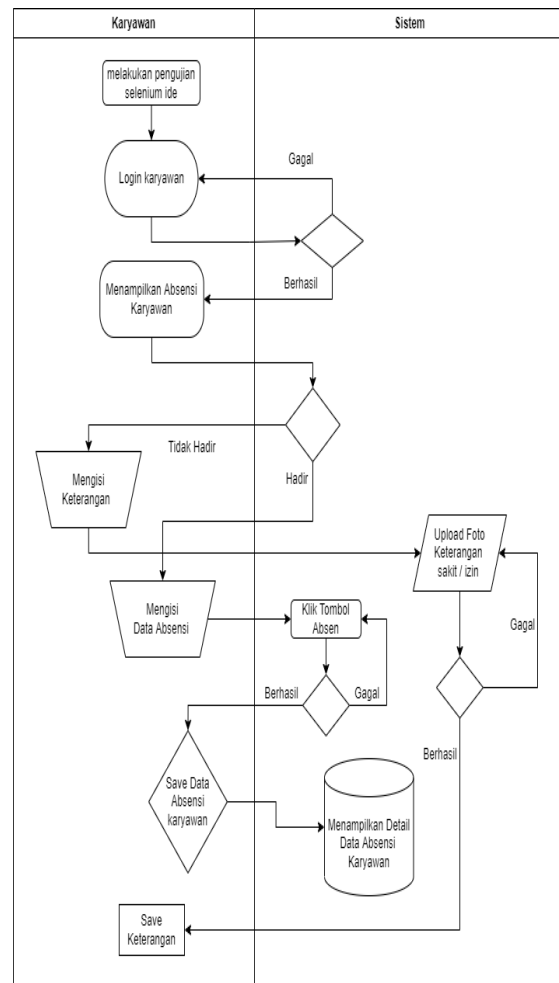 Karyawan
Sistem
melakukan pengujian
selenium ide
Login karyawan
Gagal
Menampilkan Absensi
Karyawan
Berhasil
Tidak Hadir
Hadir
Mengisi
Keterangan
Upload Foto
Keterangan
sakit / izin
Gagal
Mengisi
Data Absensi
Klik Tombol
Absen
Berhasil
Gagal
Berhasil
Save Data
Absensi
karyawan
Menampilkan Detail
Data Absensi
Karyawan
Save
Keterangan